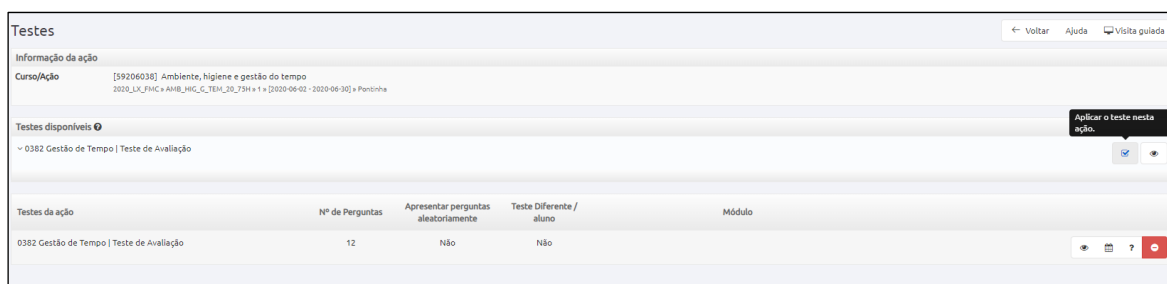 Testes
← Voltar Ajuda Visita guiada
Informação da ação
Curso/Ação [59206038] Ambiente, higiene e gestão do tempo
2020_LX_FMC » AMB_HIG_G_TEM_20_75H » 1 » [2020-06-02 - 2020-06-30] » Pontinha
Testes disponíveis ?
Aplicar o teste nesta
ação.
0382 Gestão de Tempo | Teste de Avaliação
Testes da ação Nº de Perguntas Apresentar perguntas aleatoriamente Teste Diferente / aluno Módulo
0382 Gestão de Tempo | Teste de Avaliação 12 Não Não ?